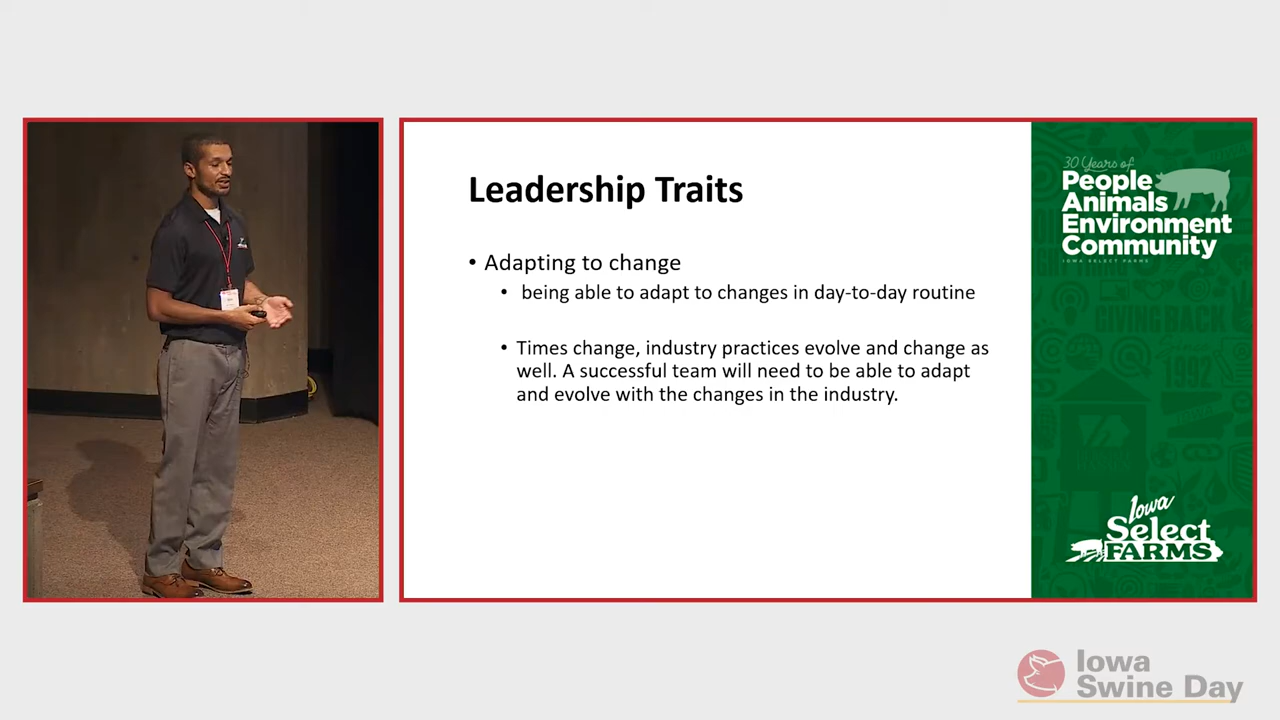 Leadership Traits
• Adapting to change
• being able to adapt to changes in day-to-day routine
• Times change, industry practices evolve and change as
well. A successful team will need to be able to adapt
and evolve with the changes in the industry.
30 Years of
People
Animals
Environment
Community
IOWA SELECT FARMS
GIVING BACK
1992
Iowa
Select
FARMS
Iowa
Swine Day